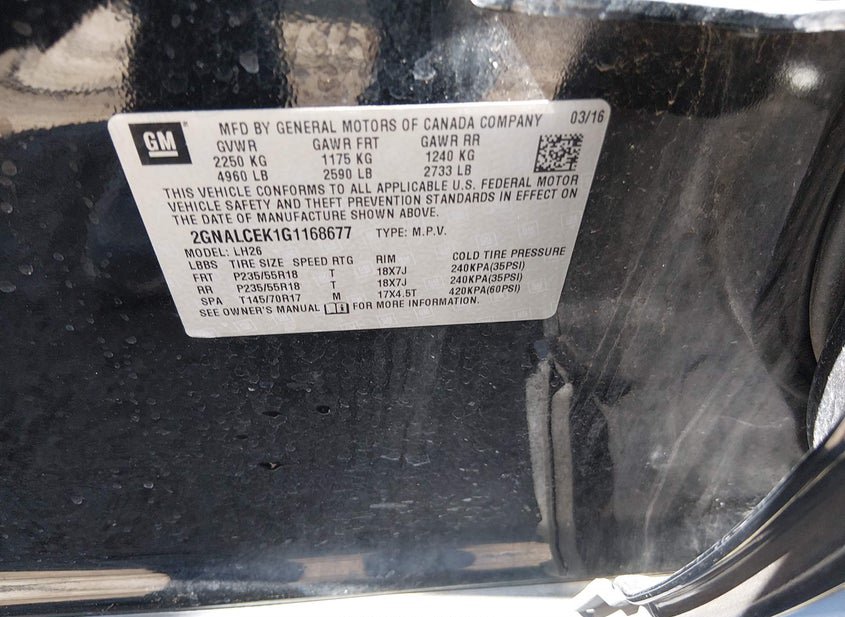 GM
MFD BY GENERAL MOTORS OF CANADA COMPANY 03/16
GVWR GAWR FRT GAWR RR
2250 KG 1175 KG 1240 KG
4960 LB 2590 LB 2733 LB
THIS VEHICLE CONFORMS TO ALL APPLICABLE U.S. FEDERAL MOTOR
VEHICLE SAFETY AND THEFT PREVENTION STANDARDS IN EFFECT ON
THE DATE OF MANUFACTURE SHOWN ABOVE.
2GNALCEK1G1168677 TYPE: M.P.V.
MODEL: LH26
LBBS TIRE SIZE SPEED RTG RIM COLD TIRE PRESSURE
FRT P235/55R18 T 18X7J 240KPA(35PSI)
RR P235/55R18 T 18X7J 240KPA(35PSI)
SPA T145/70R17 M 17X4.5T 420KPA(60PSI)
SEE OWNER'S MANUAL FOR MORE INFORMATION.